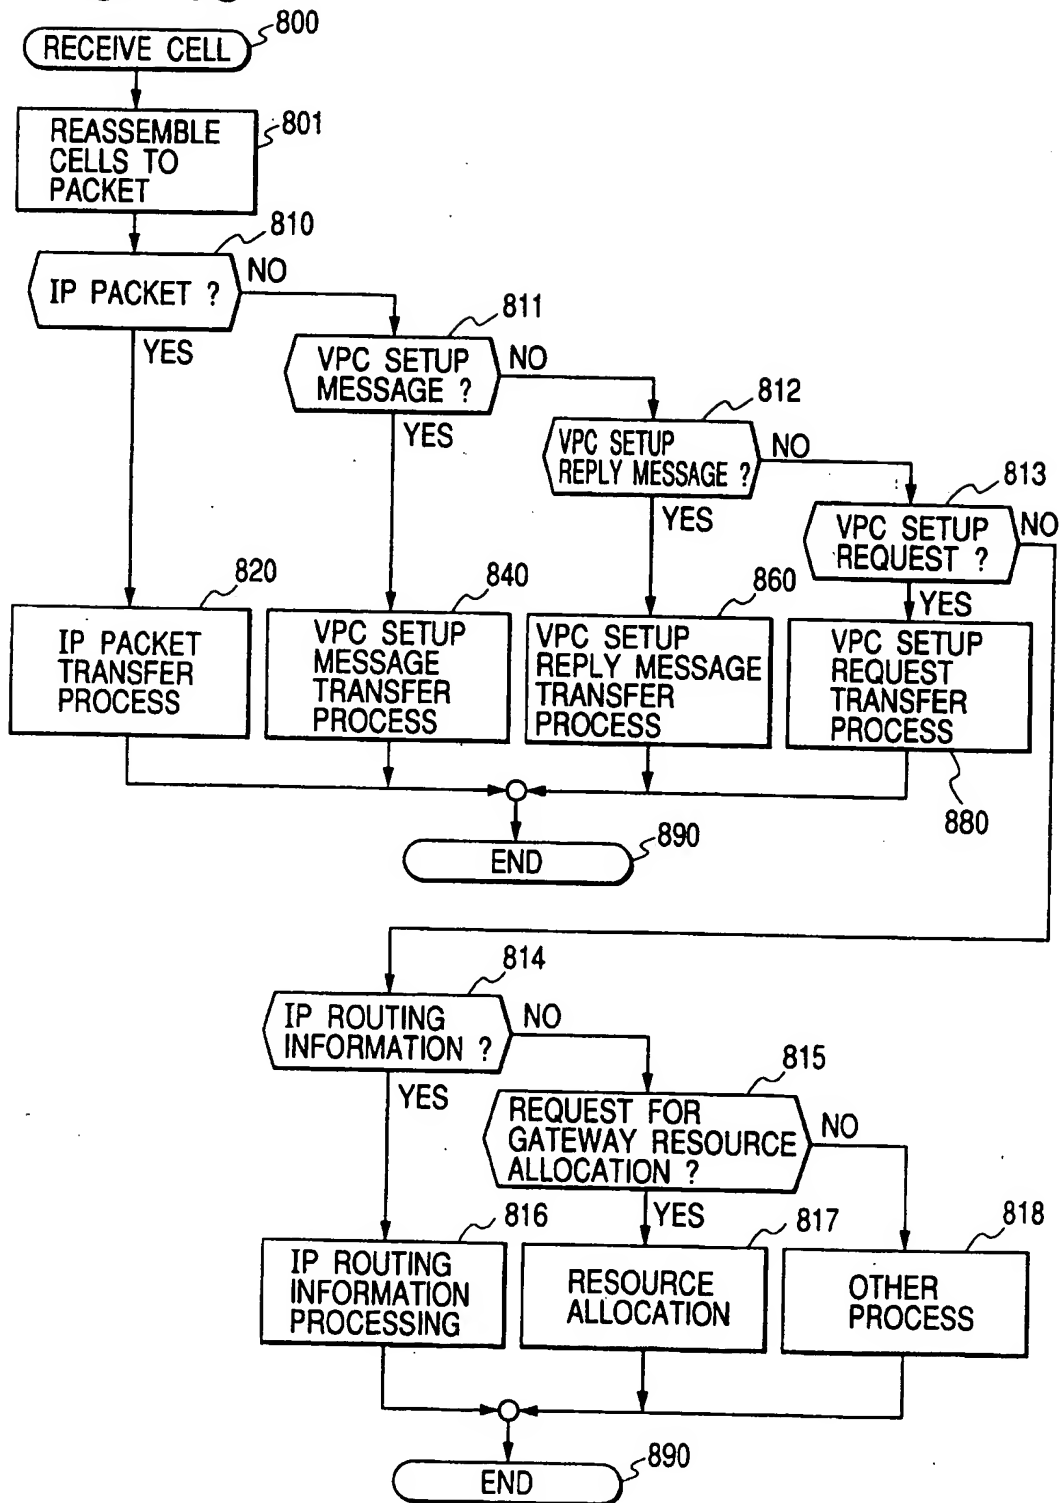 800
RECEIVE CELL
REASSEMBLE
CELLS TO
PACKET
801
810
IP PACKET ?
NO
YES
811
VPC SETUP
MESSAGE ?
NO
YES
812
VPC SETUP
REPLY MESSAGE ?
NO
YES
813
VPC SETUP
REQUEST ?
NO
YES
820
IP PACKET
TRANSFER
PROCESS
840
VPC SETUP
MESSAGE
TRANSFER
PROCESS
860
VPC SETUP
REPLY MESSAGE
TRANSFER
PROCESS
VPC SETUP
REQUEST
TRANSFER
PROCESS
880
END
890
814
IP ROUTING
INFORMATION ?
NO
YES
815
REQUEST FOR
GATEWAY RESOURCE
ALLOCATION ?
NO
YES
816
IP ROUTING
INFORMATION
PROCESSING
817
RESOURCE
ALLOCATION
818
OTHER
PROCESS
END
890